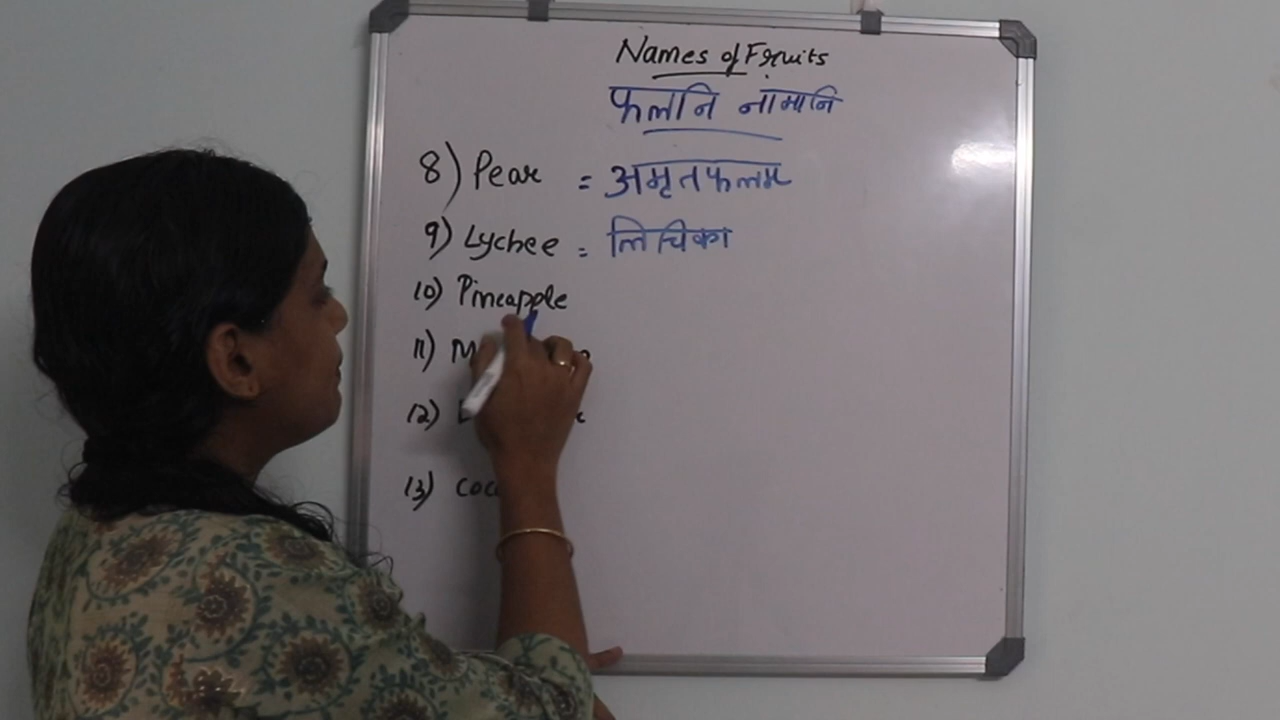 Names of Fruits
फलानि नामानि
8) Pear = अमृतफलम
9) Lychee = लिचिका
10) Pineapple
11)
12)
13)